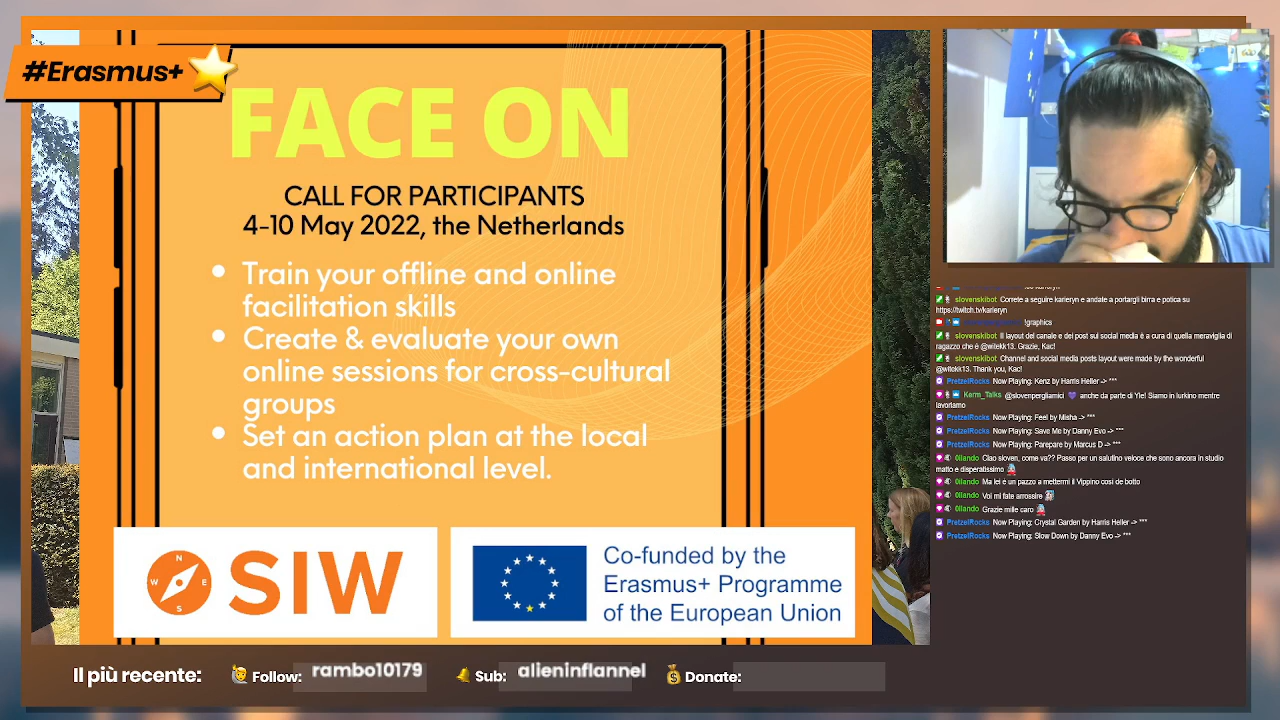 #Erasmus+
FACE ON
CALL FOR PARTICIPANTS
4-10 May 2022, the Netherlands
Train your offline and online
facilitation skills
Create & evaluate your own
online sessions for cross-cultural
groups
Set an action plan at the local
and international level.
N
W E
S
SIW
Co-funded by the
Erasmus+ Programme
of the European Union
slovenskibot Correte a seguire karieryn e andate a portargli birra e potica su
https://twitch.tv/karieryn
!graphics
slovenskibot Il layout del canale e dei post sui social media è a cura di quella meraviglia di
ragazzo che è @witekk13. Grazie, Kac!
slovenskibot Channel and social media posts layout were made by the wonderful
@witekk13. Thank you, Kac!
PretzelRocks Now Playing: Kenz by Harris Heller -> ***
Kerm_Talks @slovenpergliamici 💜 anche da parte di Yle! Siamo in lurkino mentre
lavoriamo
PretzelRocks Now Playing: Feel by Misha -> ***
PretzelRocks Now Playing: Save Me by Danny Evo -> ***
PretzelRocks Now Playing: Parepare by Marcus D -> ***
0ilando Ciao sloven, come va?? Passo per un salutino veloce che sono ancora in studio
matto e disperatissimo
0ilando Ma lei è un pazzo a mettermi il Vippino così de botto
0ilando Voi mi fate arrossire
0ilando Grazie mille caro
PretzelRocks Now Playing: Crystal Garden by Harris Heller -> ***
PretzelRocks Now Playing: Slow Down by Danny Evo -> ***
Il più recente: Follow: rambo10179 Sub: alieninflannel Donate: